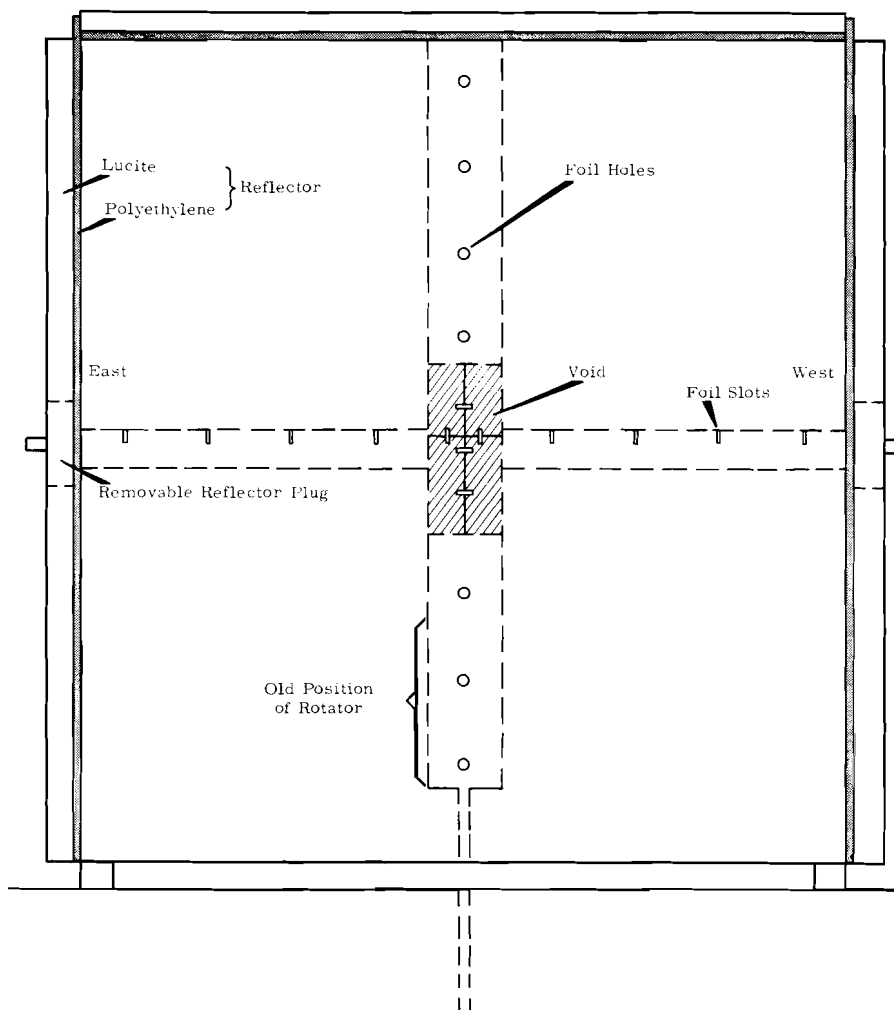 Lucite
Reflector
Polyethylene
Foil Holes
East
Void
West
Foil Slots
Removable Reflector Plug
Old Position
of Rotator